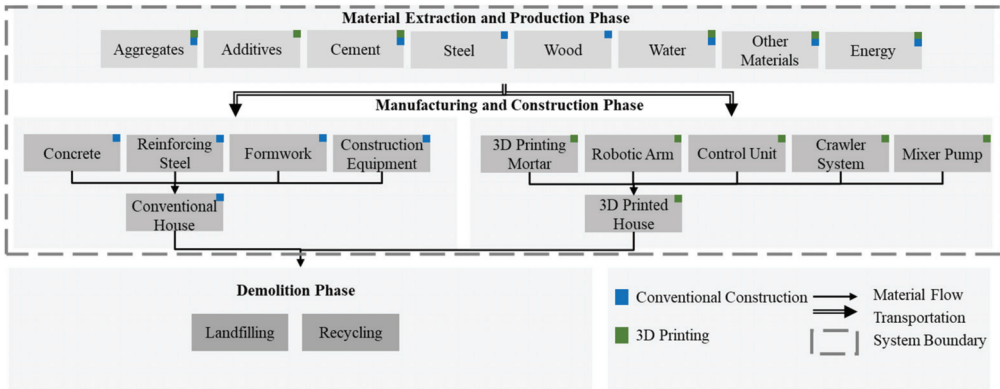 Material Extraction and Production Phase
Aggregates
Additives
Cement
Steel
Wood
Water
Other
Materials
Energy
Manufacturing and Construction Phase
Concrete
Reinforcing
Steel
Formwork
Construction
Equipment
3D Printing
Mortar
Robotic Arm
Control Unit
Crawler
System
Mixer Pump
Conventional
House
3D Printed
House
Demolition Phase
Landfilling
Recycling
Conventional Construction
3D Printing
Material Flow
Transportation
System Boundary